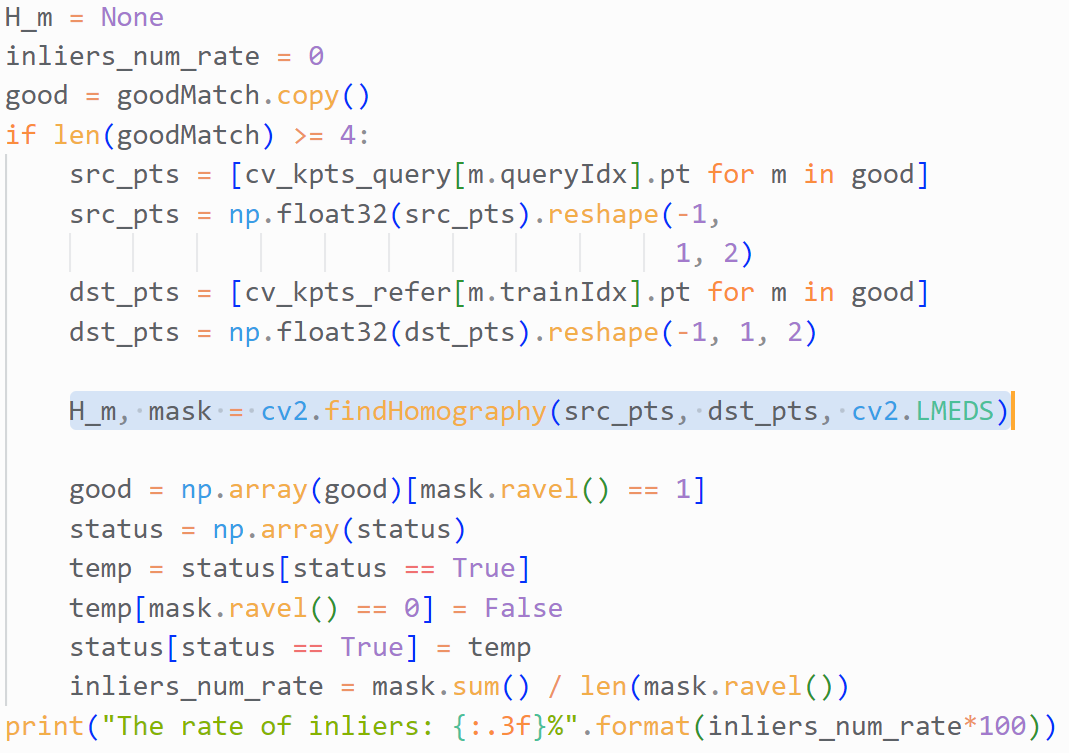 H_m = None
inliers_num_rate = 0
good = goodMatch.copy()
if len(goodMatch) >= 4:
    src_pts = [cv_kpts_query[m.queryIdx].pt for m in good]
    src_pts = np.float32(src_pts).reshape(-1,
                                          1, 2)
    dst_pts = [cv_kpts_refer[m.trainIdx].pt for m in good]
    dst_pts = np.float32(dst_pts).reshape(-1, 1, 2)

    H_m, mask = cv2.findHomography(src_pts, dst_pts, cv2.LMEDS)

    good = np.array(good)[mask.ravel() == 1]
    status = np.array(status)
    temp = status[status == True]
    temp[mask.ravel() == 0] = False
    status[status == True] = temp
    inliers_num_rate = mask.sum() / len(mask.ravel())
print("The rate of inliers: {:.3f}%".format(inliers_num_rate*100))